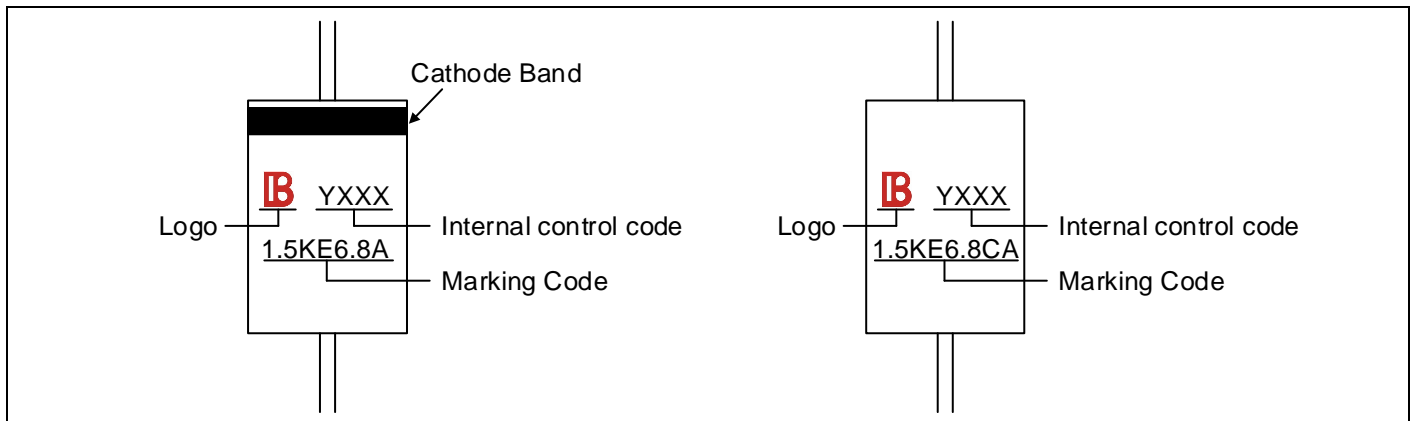 Cathode Band
B YXXX
Logo
Internal control code
1.5KE6.8A
Marking Code
B YXXX
Logo
Internal control code
1.5KE6.8CA
Marking Code